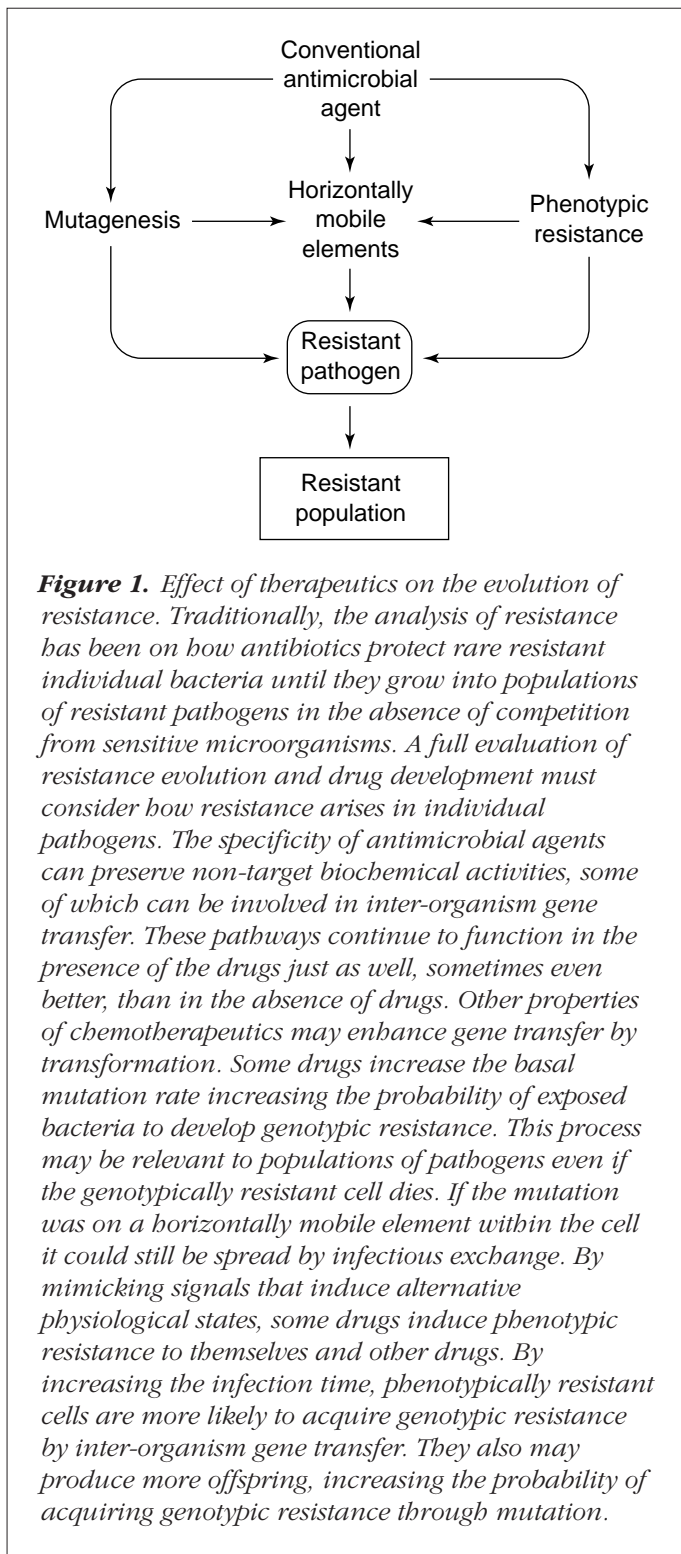 Conventional
antimicrobial
agent
Mutagenesis
Horizontally
mobile
elements
Phenotypic
resistance
Resistant
pathogen
Resistant
population
Figure 1. Effect of therapeutics on the evolution of
resistance. Traditionally, the analysis of resistance
has been on how antibiotics protect rare resistant
individual bacteria until they grow into populations
of resistant pathogens in the absence of competition
from sensitive microorganisms. A full evaluation of
resistance evolution and drug development must
consider how resistance arises in individual
pathogens. The specificity of antimicrobial agents
can preserve non-target biochemical activities, some
of which can be involved in inter-organism gene
transfer. These pathways continue to function in the
presence of the drugs just as well, sometimes even
better, than in the absence of drugs. Other properties
of chemotherapeutics may enhance gene transfer by
transformation. Some drugs increase the basal
mutation rate increasing the probability of exposed
bacteria to develop genotypic resistance. This process
may be relevant to populations of pathogens even if
the genotypically resistant cell dies. If the mutation
was on a horizontally mobile element within the cell
it could still be spread by infectious exchange. By
mimicking signals that induce alternative
physiological states, some drugs induce phenotypic
resistance to themselves and other drugs. By
increasing the infection time, phenotypically resistant
cells are more likely to acquire genotypic resistance
by inter-organism gene transfer. They also may
produce more offspring, increasing the probability of
acquiring genotypic resistance through mutation.